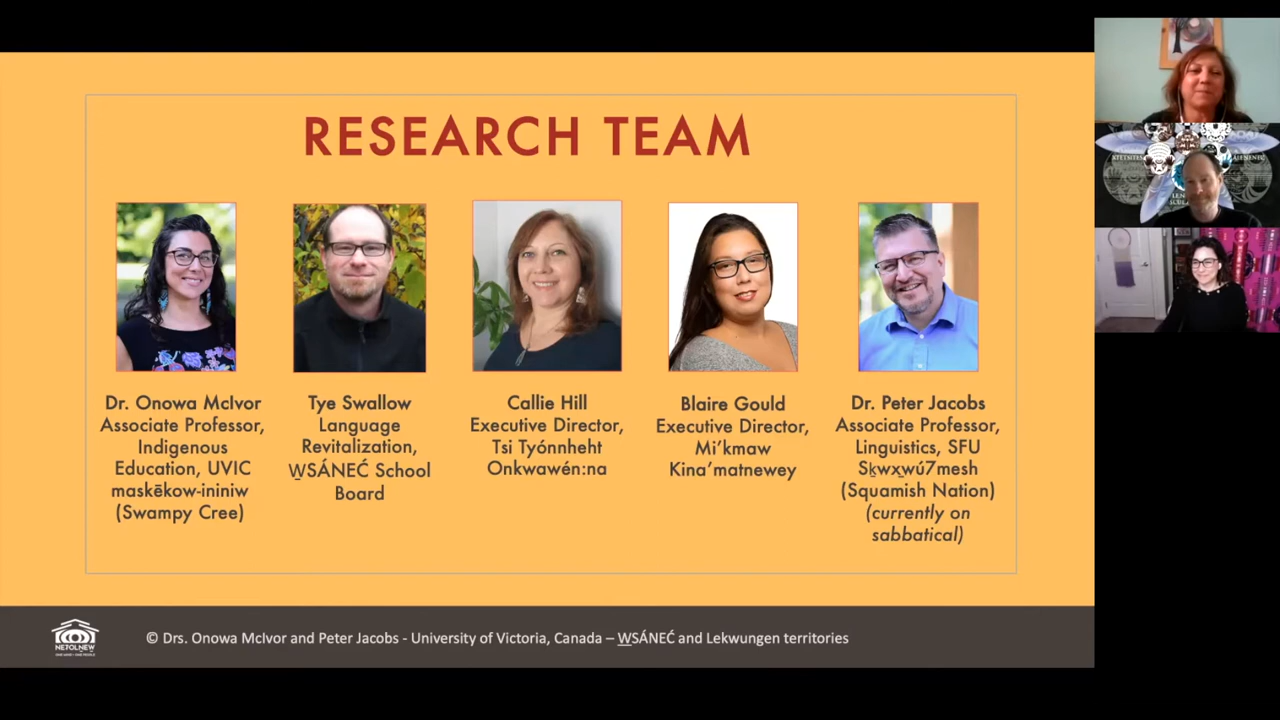 RESEARCH TEAM
Dr. Onowa McIvor
Associate Professor,
Indigenous
Education, UVIC
maskēkow-ininiw
(Swampy Cree)
Tye Swallow
Language
Revitalization,
W̱SÁNEĆ School
Board
Callie Hill
Executive Director,
Tsi Tyónnheht
Onkwawén:na
Blaire Gould
Executive Director,
Mi’kmaw
Kina’matnewey
Dr. Peter Jacobs
Associate Professor,
Linguistics, SFU
Sḵwx̱wú7mesh
(Squamish Nation)
(currently on
sabbatical)
NEȾOLṈEW̱
© Drs. Onowa McIvor and Peter Jacobs - University of Victoria, Canada – W̱SÁNEĆ and Lekwungen territories